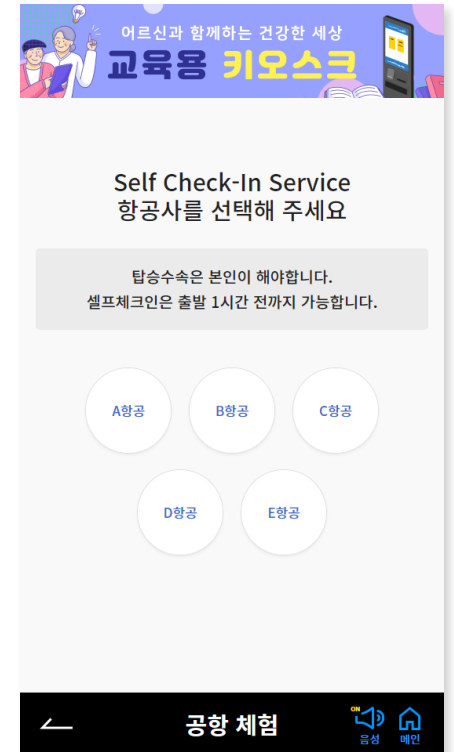 어르신과 함께하는 건강한 세상
교육용 키오스크
Self Check-In Service
항공사를 선택해 주세요
탑승수속은 본인이 해야합니다.
셀프체크인은 출발 1시간 전까지 가능합니다.
A항공
B항공
C항공
D항공
E항공
공항 체험
ON
음성
메인